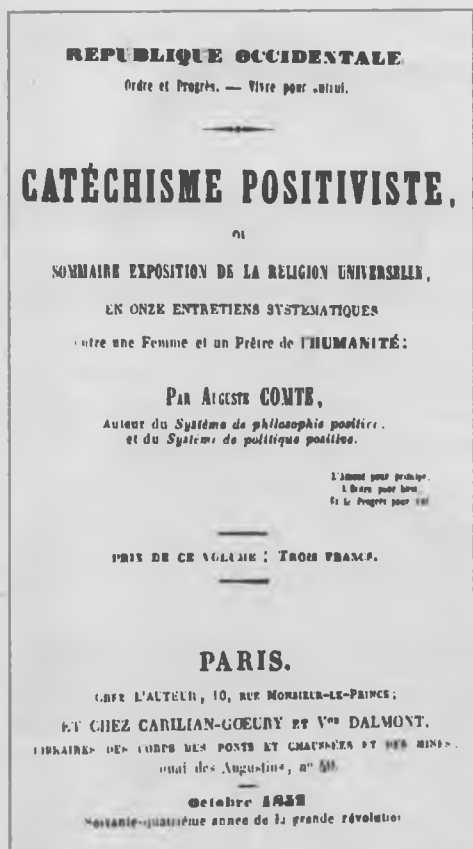 REPUBLIQUE OCCIDENTALE
Ordre et Progrès. — Vivre pour autrui.
CATÉCHISME POSITIVISTE,
OU
SOMMAIRE EXPOSITION DE LA RELIGION UNIVERSELLE,
EN ONZE ENTRETIENS SYSTEMATIQUES
entre une Femme et un Prêtre de l'HUMANITÉ:
PAR AUGUSTE COMTE,
Auteur du Système de philosophie positive,
et du Système de politique positive.
L'Amour pour principe,
L'Ordre pour base,
Et le Progrès pour but.
PRIX DE CE VOLUME : TROIS FRANCS.
PARIS.
CHEZ L'AUTEUR, 10, RUE MONSIEUR-LE-PRINCE;
ET CHEZ CARILIAN-GŒURY ET Vor DALMONT,
LIBRAIRES DES CORPS DES PONTS ET CHAUSSÉES ET DES MINES,
quai des Augustins, nº
Octobre 1852
Soixante-quatrième année de la grande révolution